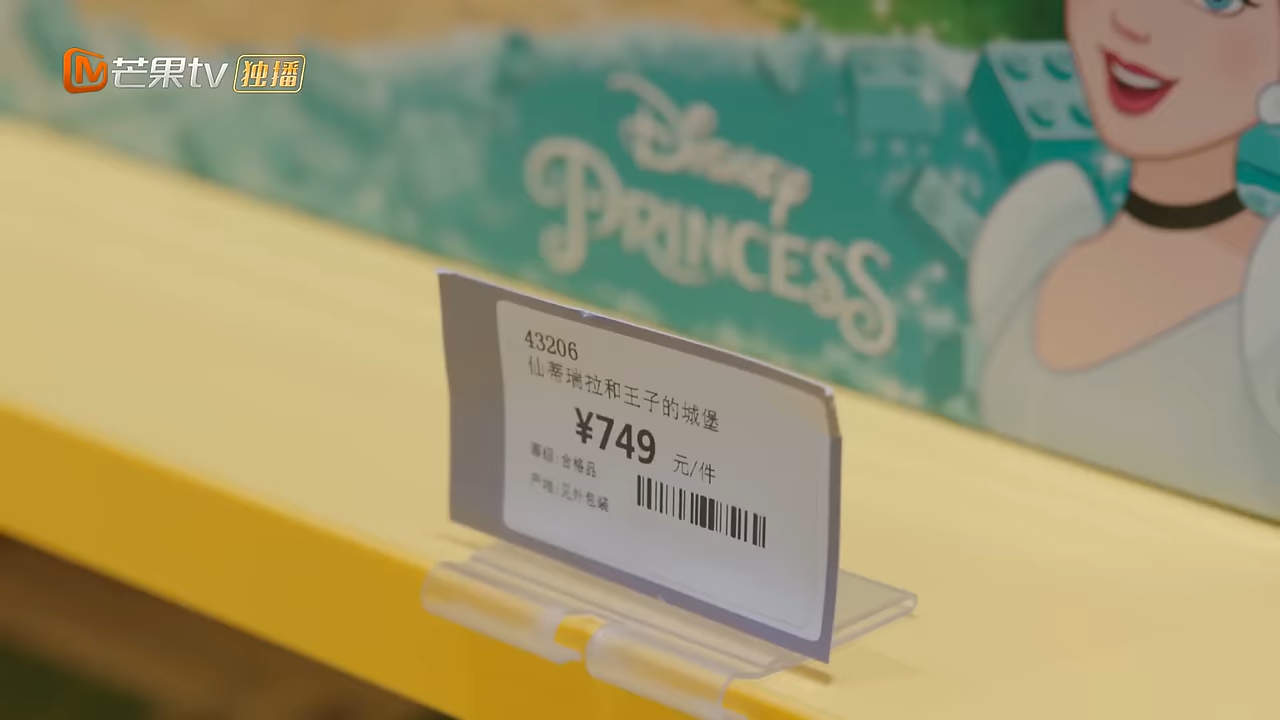 芒果tv 独播
Disney
PRINCESS
43206
仙蒂瑞拉和王子的城堡
¥749 元/件
等级:合格品
产地:见外包装